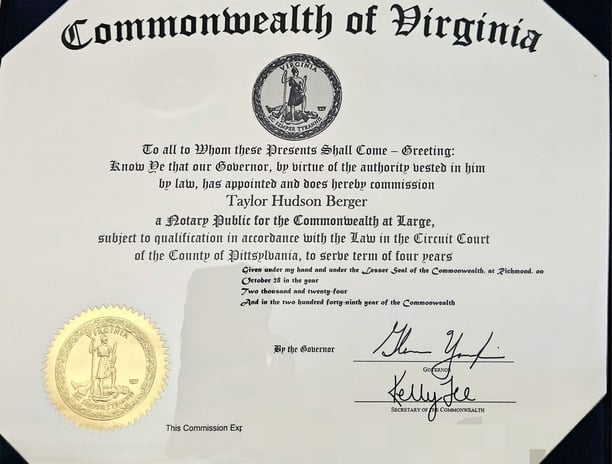 Commonwealth of Virginia
VIRGINIA
SIC SEMPER TYRANNIS
To all to Whom these Presents Shall Come – Greeting:
Know Ye that our Governor, by virtue of the authority vested in him
by law, has appointed and does hereby commission
Taylor Hudson Berger
a Notary Public for the Commonwealth at Large,
subject to qualification in accordance with the Law in the Circuit Court
of the County of Pittsylvania, to serve term of four years
Given under my hand and under the Lesser Seal of the Commonwealth, at Richmond, on
October 28 in the year
Two thousand and twenty-four
And in the two hundred forty-ninth year of the Commonwealth
By the Governor
GOVERNOR
Kelly Gee
SECRETARY OF THE COMMONWEALTH
VIRGINIA
SIC SEMPER TYRANNIS
This Commission Exp